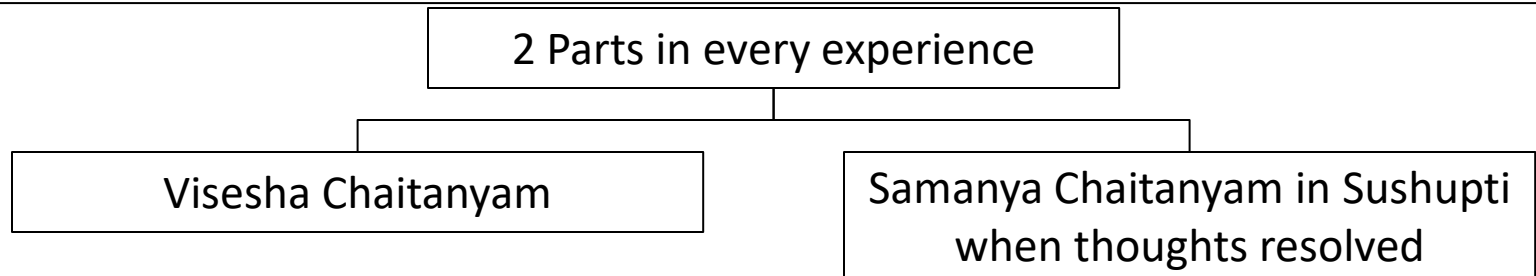 2 Parts in every experience
Visesha Chaitanyam
Samanya Chaitanyam in Sushupti
when thoughts resolved